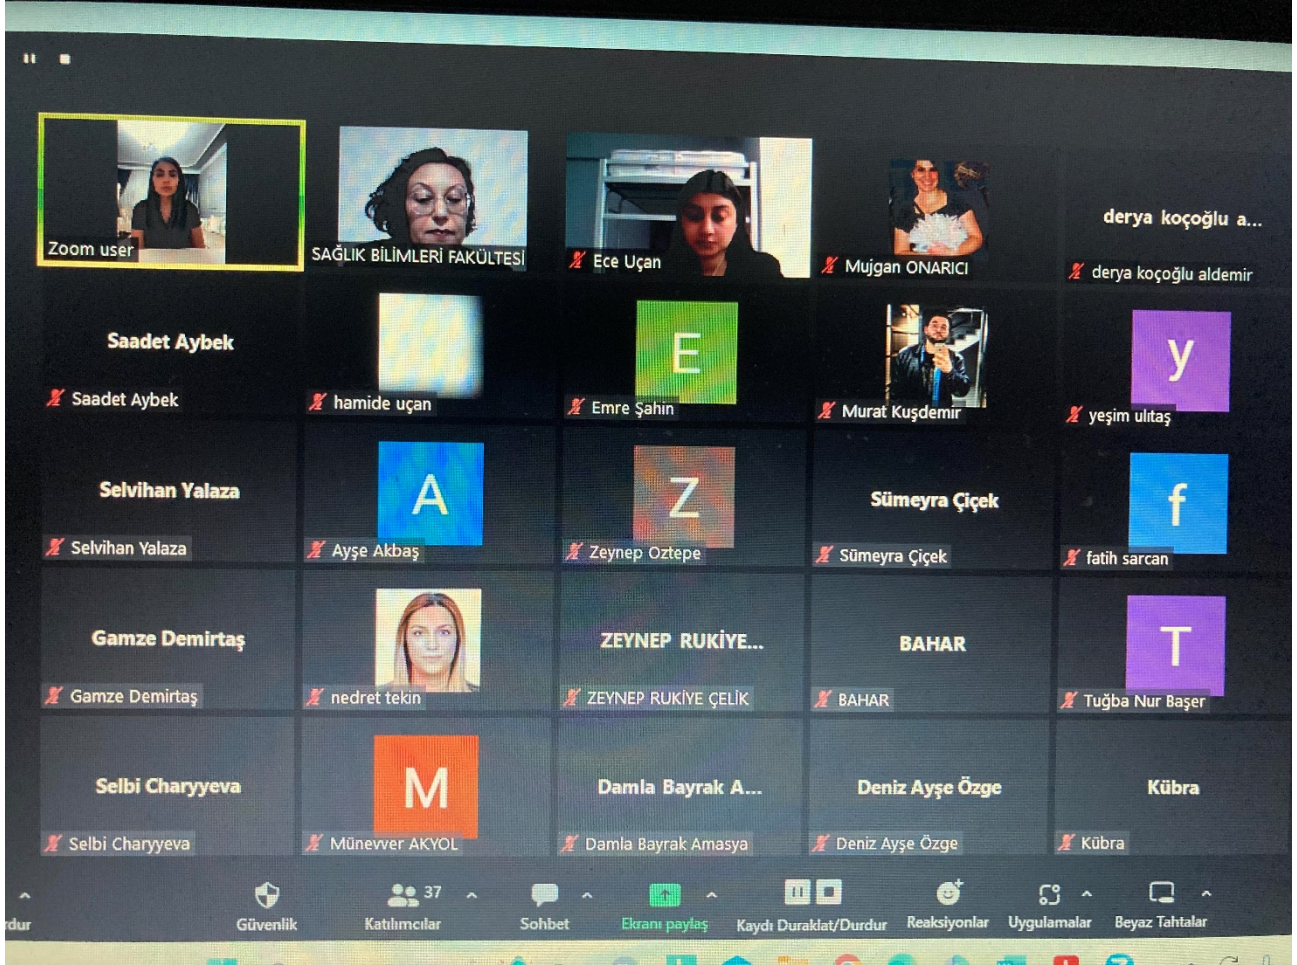 Zoom user
SAĞLIK BİLİMLERİ FAKÜLTESİ
Ece Uçan
Mujgan ONARICI
derya koçoğlu a...
derya koçoğlu aldemir
Saadet Aybek
Saadet Aybek
hamide uçan
E
Emre Şahin
Murat Kuşdemir
y
yeşim ulıtaş
Selvihan Yalaza
Selvihan Yalaza
A
Ayşe Akbaş
Z
Zeynep Öztepe
Sümeyra Çiçek
Sümeyra Çiçek
f
fatih sarcan
Gamze Demirtaş
Gamze Demirtaş
nedret tekin
ZEYNEP RUKİYE...
ZEYNEP RUKİYE ÇELİK
BAHAR
BAHAR
T
Tuğba Nur Başer
Selbi Charyyeva
Selbi Charyyeva
M
Münevver AKYOL
Damla Bayrak A...
Damla Bayrak Amasya
Deniz Ayşe Özge
Deniz Ayşe Özge
Kübra
Kübra
rdur
Güvenlik
37
Katılımcılar
Sohbet
Ekranı paylaş
Kaydı Duraklat/Durdur
Reaksiyonlar
Uygulamalar
Beyaz Tahtalar